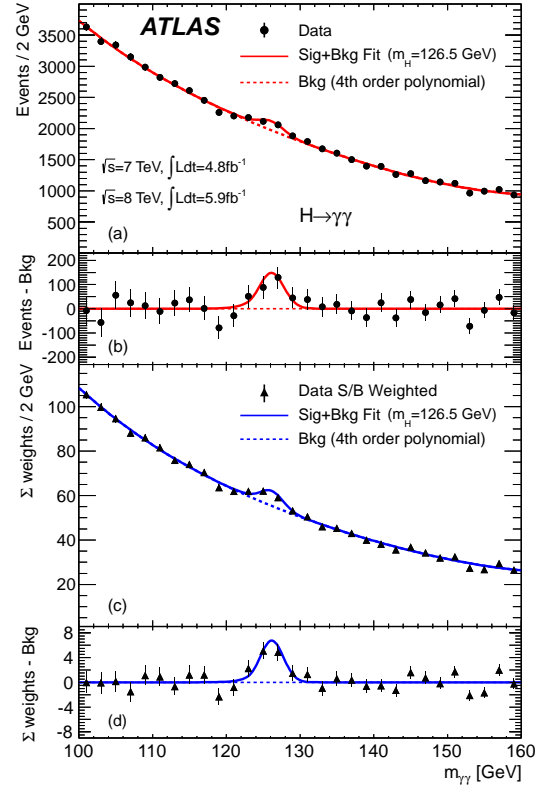 ATLAS
Data
Sig+Bkg Fit (m_H=126.5 GeV)
Bkg (4th order polynomial)
Events / 2 GeV
3500
3000
2500
2000
1500
1000
500
√s=7 TeV, ∫Ldt=4.8fb⁻¹
√s=8 TeV, ∫Ldt=5.9fb⁻¹
H→γγ
(a)
Events - Bkg
200
100
0
-100
-200
(b)
Data S/B Weighted
Sig+Bkg Fit (m_H=126.5 GeV)
Bkg (4th order polynomial)
Σ weights / 2 GeV
100
80
60
40
20
(c)
Σ weights - Bkg
8
4
0
-4
-8
(d)
100 110 120 130 140 150 160
m_γγ [GeV]